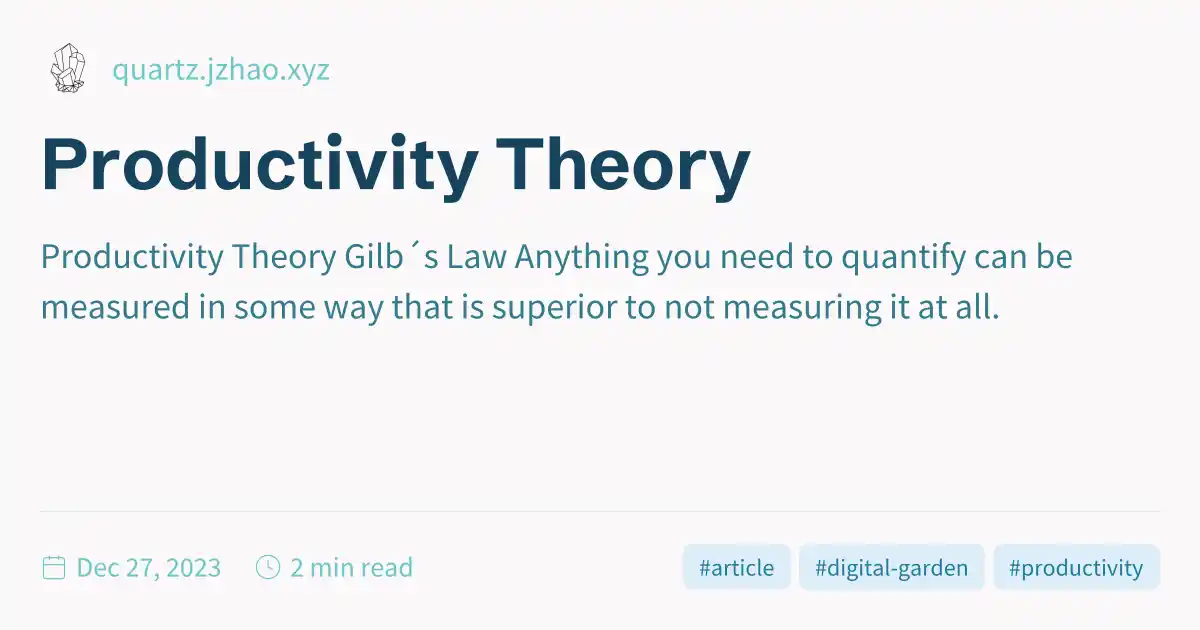 quartz.jzhao.xyz
Productivity Theory
Productivity Theory Gilb´s Law Anything you need to quantify can be
measured in some way that is superior to not measuring it at all.
Dec 27, 2023 2 min read #article #digital-garden #productivity